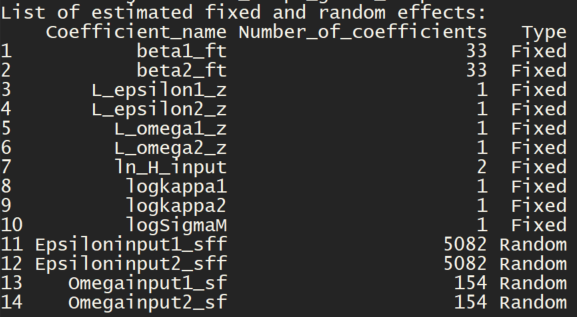 List of estimated fixed and random effects:
Coefficient_name Number_of_coefficients Type
1 beta1_ft 33 Fixed
2 beta2_ft 33 Fixed
3 L_epsilon1_z 1 Fixed
4 L_epsilon2_z 1 Fixed
5 L_omega1_z 1 Fixed
6 L_omega2_z 1 Fixed
7 ln_H_input 2 Fixed
8 logkappa1 1 Fixed
9 logkappa2 1 Fixed
10 logSigmaM 1 Fixed
11 Epsiloninput1_sff 5082 Random
12 Epsiloninput2_sff 5082 Random
13 Omegainput1_sf 154 Random
14 Omegainput2_sf 154 Random